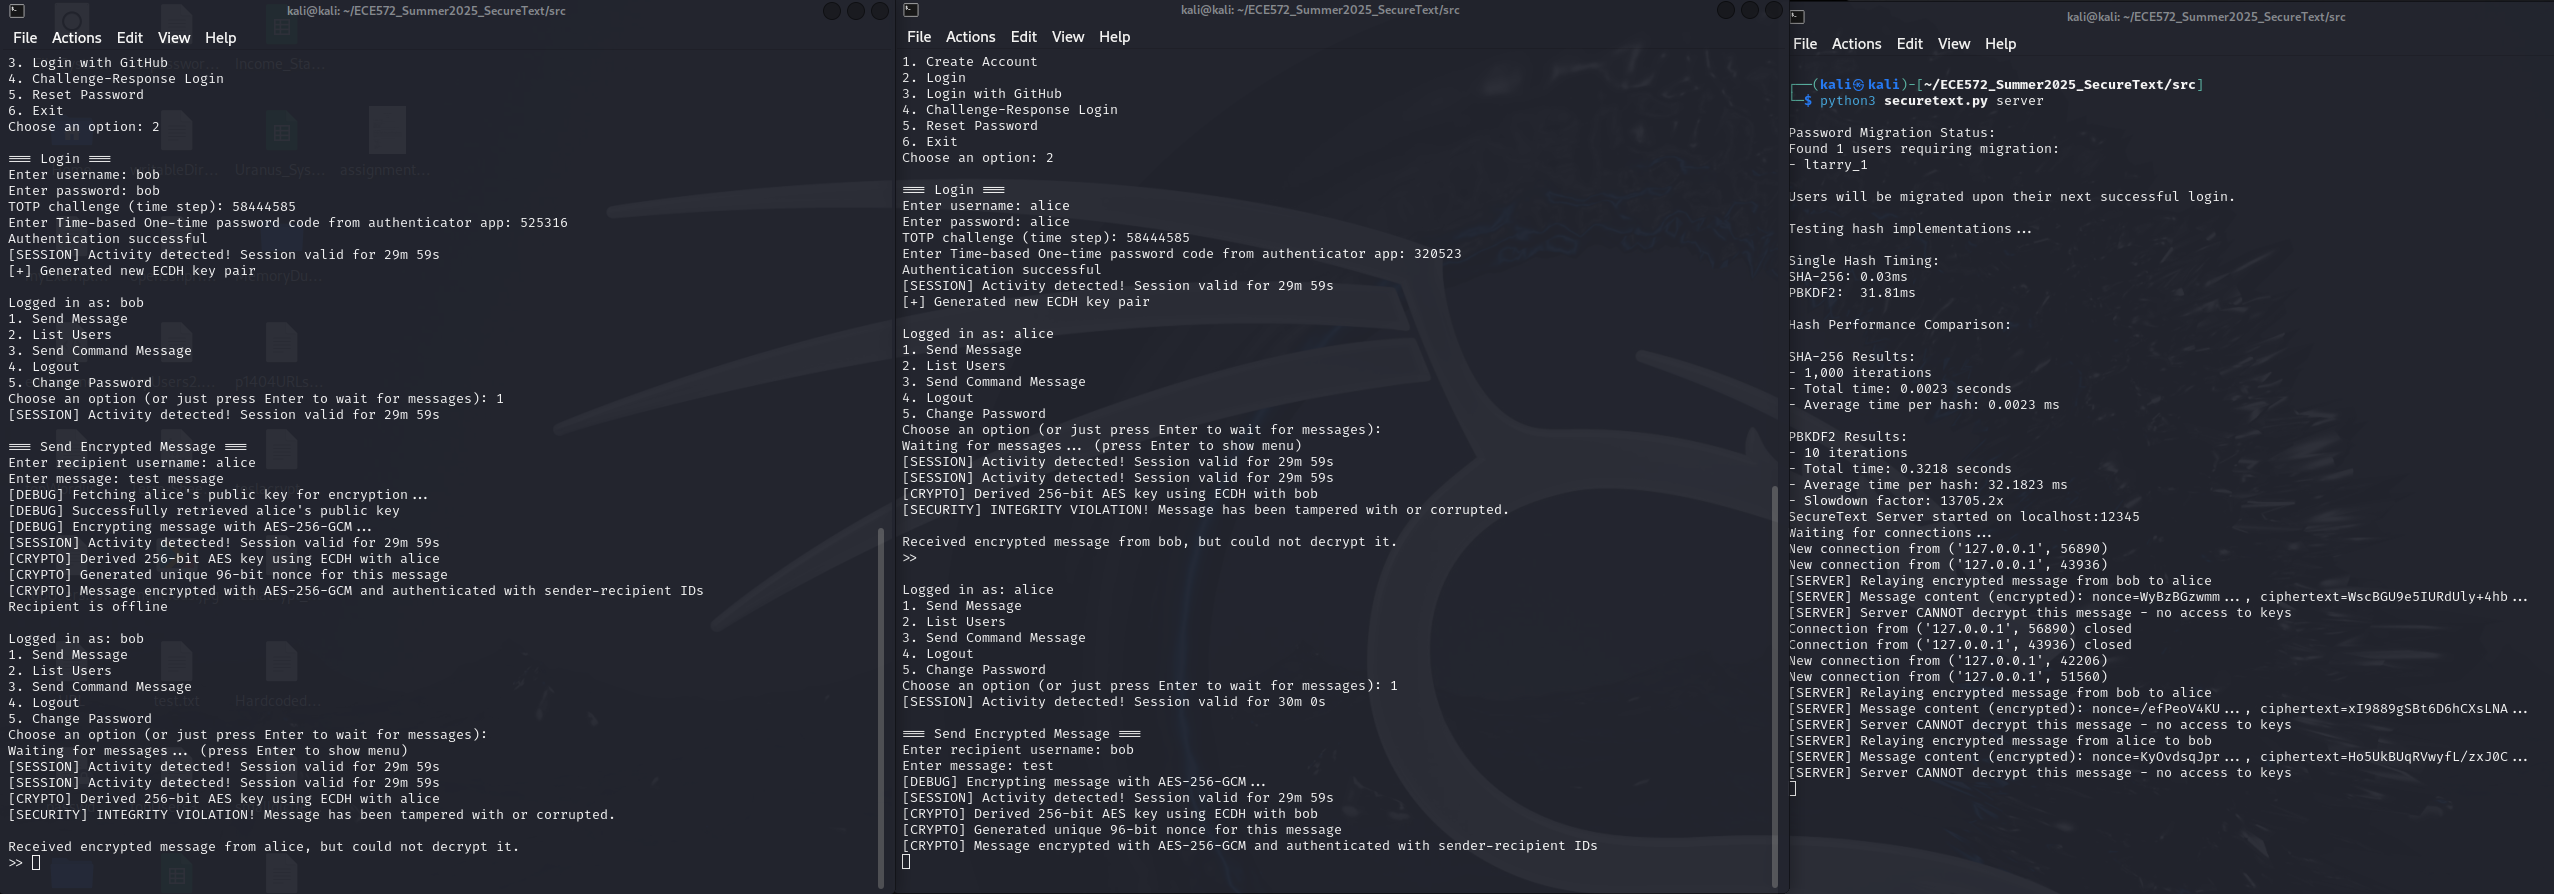 kali@kali: ~/ECE572_Summer2025_SecureText/src
File Actions Edit View Help
3. Login with GitHub
4. Challenge-Response Login
5. Reset Password
6. Exit
Choose an option: 2
=== Login ===
Enter username: bob
Enter password: bob
TOTP challenge (time step): 58444585
Enter Time-based One-time password code from authenticator app: 525316
Authentication successful
[SESSION] Activity detected! Session valid for 29m 59s
[+] Generated new ECDH key pair
Logged in as: bob
1. Send Message
2. List Users
3. Send Command Message
4. Logout
5. Change Password
Choose an option (or just press Enter to wait for messages): 1
[SESSION] Activity detected! Session valid for 29m 59s
=== Send Encrypted Message ===
Enter recipient username: alice
Enter message: test message
[DEBUG] Fetching alice's public key for encryption...
[DEBUG] Successfully retrieved alice's public key
[DEBUG] Encrypting message with AES-256-GCM...
[SESSION] Activity detected! Session valid for 29m 59s
[CRYPTO] Derived 256-bit AES key using ECDH with alice
[CRYPTO] Generated unique 96-bit nonce for this message
[CRYPTO] Message encrypted with AES-256-GCM and authenticated with sender-recipient IDs
Recipient is offline
Logged in as: bob
1. Send Message
2. List Users
3. Send Command Message
4. Logout
5. Change Password
Choose an option (or just press Enter to wait for messages):
Waiting for messages... (press Enter to show menu)
[SESSION] Activity detected! Session valid for 29m 59s
[SESSION] Activity detected! Session valid for 29m 59s
[CRYPTO] Derived 256-bit AES key using ECDH with alice
[SECURITY] INTEGRITY VIOLATION! Message has been tampered with or corrupted.
Received encrypted message from alice, but could not decrypt it.
>>
kali@kali: ~/ECE572_Summer2025_SecureText/src
File Actions Edit View Help
1. Create Account
2. Login
3. Login with GitHub
4. Challenge-Response Login
5. Reset Password
6. Exit
Choose an option: 2
=== Login ===
Enter username: alice
Enter password: alice
TOTP challenge (time step): 58444585
Enter Time-based One-time password code from authenticator app: 320523
Authentication successful
[SESSION] Activity detected! Session valid for 29m 59s
[+] Generated new ECDH key pair
Logged in as: alice
1. Send Message
2. List Users
3. Send Command Message
4. Logout
5. Change Password
Choose an option (or just press Enter to wait for messages):
Waiting for messages... (press Enter to show menu)
[SESSION] Activity detected! Session valid for 29m 59s
[SESSION] Activity detected! Session valid for 29m 59s
[CRYPTO] Derived 256-bit AES key using ECDH with bob
[SECURITY] INTEGRITY VIOLATION! Message has been tampered with or corrupted.
Received encrypted message from bob, but could not decrypt it.
>>
Logged in as: alice
1. Send Message
2. List Users
3. Send Command Message
4. Logout
5. Change Password
Choose an option (or just press Enter to wait for messages): 1
[SESSION] Activity detected! Session valid for 30m 0s
=== Send Encrypted Message ===
Enter recipient username: bob
Enter message: test
[DEBUG] Encrypting message with AES-256-GCM...
[SESSION] Activity detected! Session valid for 29m 59s
[CRYPTO] Derived 256-bit AES key using ECDH with bob
[CRYPTO] Generated unique 96-bit nonce for this message
[CRYPTO] Message encrypted with AES-256-GCM and authenticated with sender-recipient IDs
kali@kali: ~/ECE572_Summer2025_SecureText/src
File Actions Edit View Help
(kali㉿kali)-[~/ECE572_Summer2025_SecureText/src]
$ python3 securetext.py server
Password Migration Status:
Found 1 users requiring migration:
- ltarry_1
Users will be migrated upon their next successful login.
Testing hash implementations...
Single Hash Timing:
SHA-256: 0.03ms
PBKDF2: 31.81ms
Hash Performance Comparison:
SHA-256 Results:
- 1,000 iterations
- Total time: 0.0023 seconds
- Average time per hash: 0.0023 ms
PBKDF2 Results:
- 10 iterations
- Total time: 0.3218 seconds
- Average time per hash: 32.1823 ms
- Slowdown factor: 13705.2x
SecureText Server started on localhost:12345
Waiting for connections...
New connection from ('127.0.0.1', 56890)
New connection from ('127.0.0.1', 43936)
[SERVER] Relaying encrypted message from bob to alice
[SERVER] Message content (encrypted): nonce=WyBzBGzwmm..., ciphertext=WscBGU9e5IURdUly+4hb...
[SERVER] Server CANNOT decrypt this message - no access to keys
Connection from ('127.0.0.1', 56890) closed
Connection from ('127.0.0.1', 43936) closed
New connection from ('127.0.0.1', 42206)
New connection from ('127.0.0.1', 51560)
[SERVER] Relaying encrypted message from bob to alice
[SERVER] Message content (encrypted): nonce=/efPeoV4KU..., ciphertext=xI9889gSBt6D6hCXsLNA...
[SERVER] Server CANNOT decrypt this message - no access to keys
[SERVER] Relaying encrypted message from alice to bob
[SERVER] Message content (encrypted): nonce=KyOvdsqJpr..., ciphertext=Ho5UkBUqRVwyfL/zxJ0C...
[SERVER] Server CANNOT decrypt this message - no access to keys